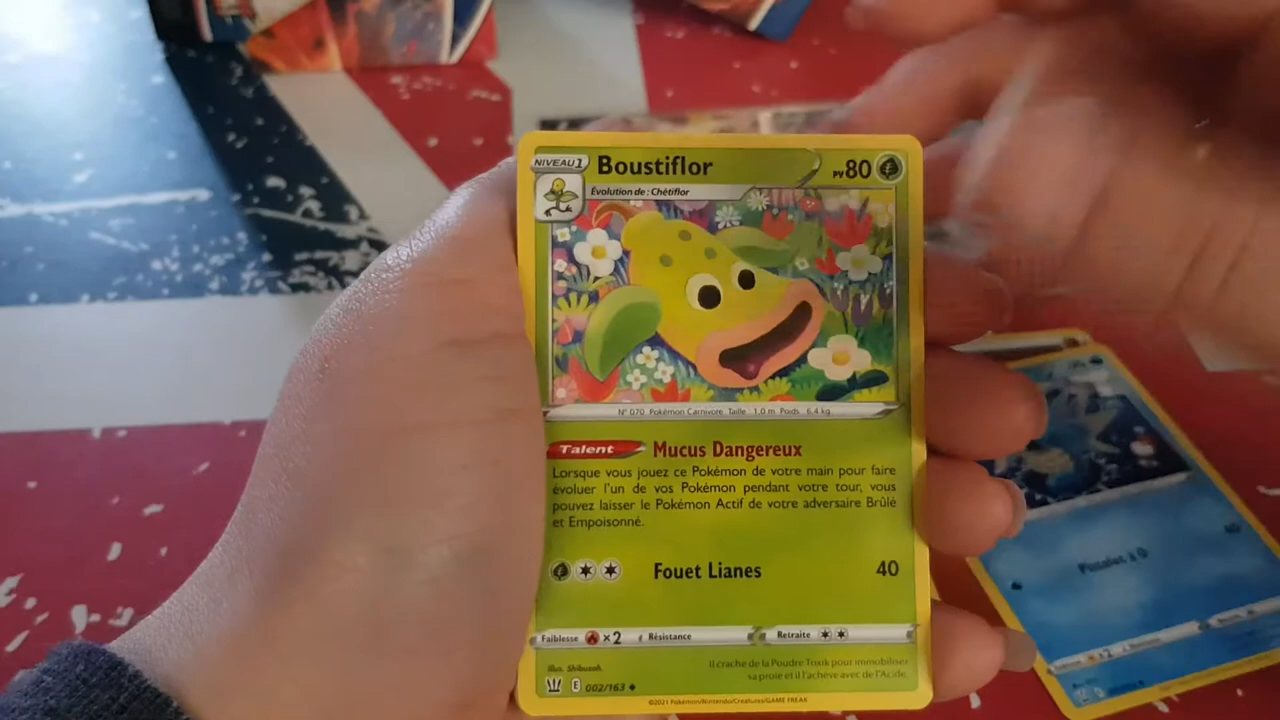 NIVEAU 1
Boustiflor
PV 80
Évolution de : Chétiflor
N° 070 Pokémon Carnivore Taille : 1,0 m Poids : 6,4 kg
Talent
Mucus Dangereux
Lorsque vous jouez ce Pokémon de votre main pour faire
évoluer l'un de vos Pokémon pendant votre tour, vous
pouvez laisser le Pokémon Actif de votre adversaire Brûlé
et Empoisonné.
Fouet Lianes
40
Faiblesse ×2 Résistance Retraite
Illus. Shibuzoh.
Il crache de la Poudre Toxik pour immobiliser
sa proie et il l'achève avec de l'Acide.
E 002/163
©2021 Pokémon/Nintendo/Creatures/GAME FREAK
×2